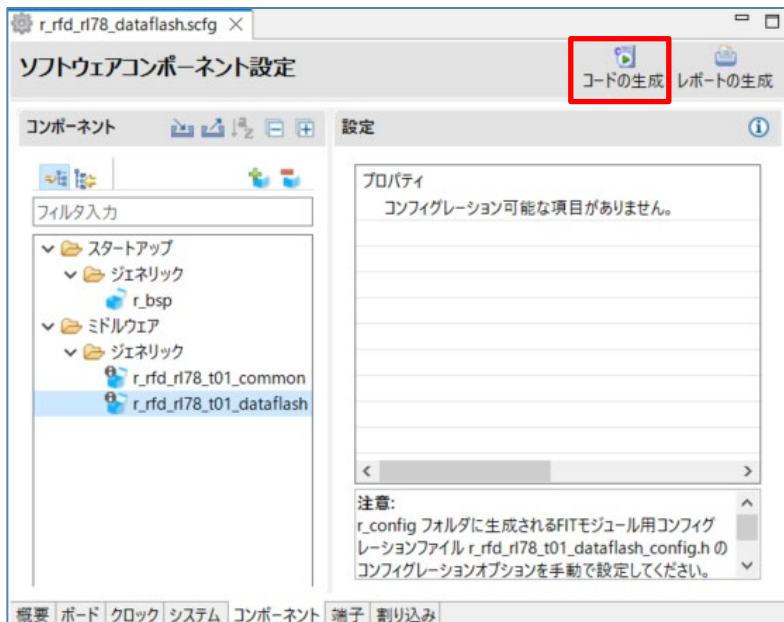 r_rfd_rl78_dataflash.scfg
ソフトウェアコンポーネント設定
コードの生成 レポートの生成
コンポーネント
設定
フィルタ入力
スタートアップ
ジェネリック
r_bsp
ミドルウェア
ジェネリック
r_rfd_rl78_t01_common
r_rfd_rl78_t01_dataflash
プロパティ
コンフィグレーション可能な項目がありません。
注意:
r_config フォルダに生成されるFITモジュール用コンフィグ
レーションファイル r_rfd_rl78_t01_dataflash_config.h の
コンフィグレーションオプションを手動で設定してください。
概要 ボード クロック システム コンポーネント 端子 割り込み